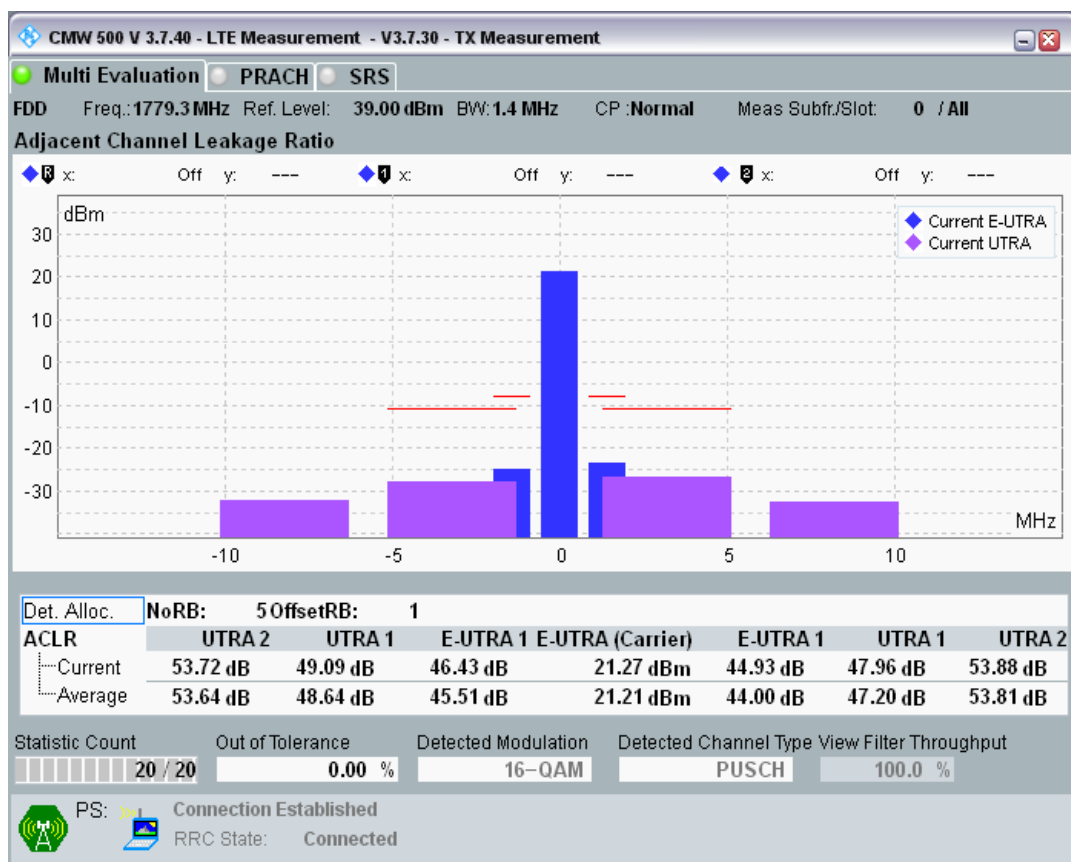 CMW 500 V 3.7.40 - LTE Measurement - V3.7.30 - TX Measurement
Multi Evaluation PRACH SRS
FDD Freq.: 1779.3 MHz Ref. Level: 39.00 dBm BW: 1.4 MHz CP :Normal Meas Subfr./Slot: 0 / All
Adjacent Channel Leakage Ratio
R x: Off y: --- 1 x: Off y: --- 2 x: Off y: ---
dBm
Current E-UTRA
Current UTRA
30
20
10
0
-10
-20
-30
MHz
-10 -5 0 5 10
Det. Alloc. NoRB: 5 OffsetRB: 1
ACLR UTRA 2 UTRA 1 E-UTRA 1 E-UTRA (Carrier) E-UTRA 1 UTRA 1 UTRA 2
Current 53.72 dB 49.09 dB 46.43 dB 21.27 dBm 44.93 dB 47.96 dB 53.88 dB
Average 53.64 dB 48.64 dB 45.51 dB 21.21 dBm 44.00 dB 47.20 dB 53.81 dB
Statistic Count Out of Tolerance Detected Modulation Detected Channel Type View Filter Throughput
20 / 20 0.00 % 16-QAM PUSCH 100.0 %
PS: Connection Established
RRC State: Connected